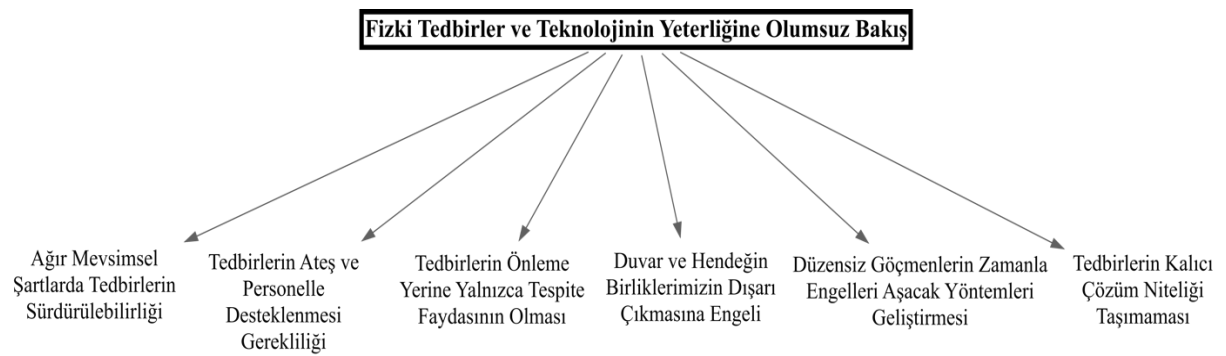 Fizki Tedbirler ve Teknolojinin Yeterliğine Olumsuz Bakış
Ağır Mevsimsel
Şartlarda Tedbirlerin
Sürdürülebilirliği
Tedbirlerin Ateş ve
Personelle
Desteklenmesi
Gerekliliği
Tedbirlerin Önleme
Yerine Yalnızca Tespite
Faydasının Olması
Duvar ve Hendeğin
Birliklerimizin Dışarı
Çıkmasına Engeli
Düzensiz Göçmenlerin Zamanla
Engelleri Aşacak Yöntemleri
Geliştirmesi
Tedbirlerin Kalıcı
Çözüm Niteliği
Taşımaması